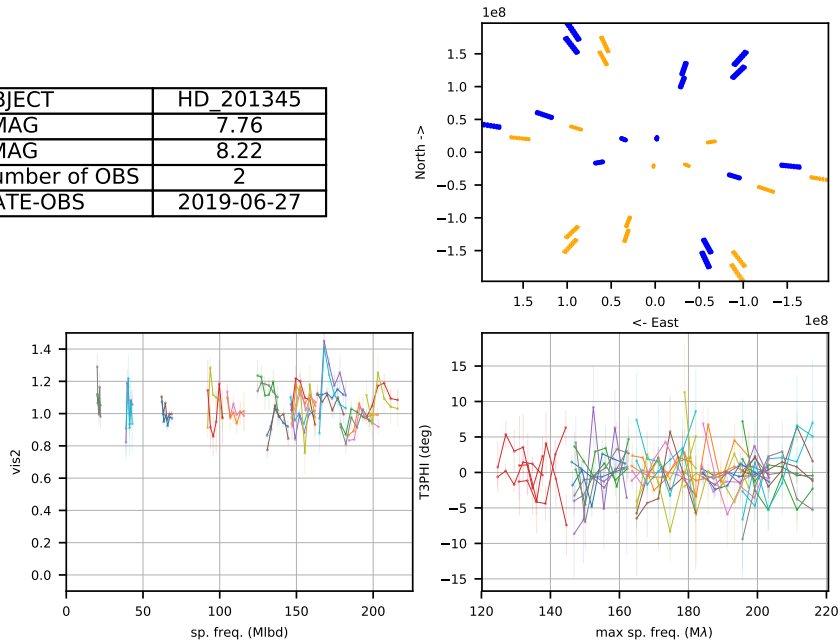 BJECT HD_201345
MAG 7.76
MAG 8.22
umber of OBS 2
ATE-OBS 2019-06-27
1e8
North ->
1.5
1.0
0.5
0.0
−0.5
−1.0
−1.5
1.5 1.0 0.5 0.0 −0.5 −1.0 −1.5
<- East
1e8
vis2
1.4
1.2
1.0
0.8
0.6
0.4
0.2
0.0
0 50 100 150 200
sp. freq. (Mlbd)
T3PHI (deg)
15
10
5
0
−5
−10
−15
120 140 160 180 200 220
max sp. freq. (Mλ)